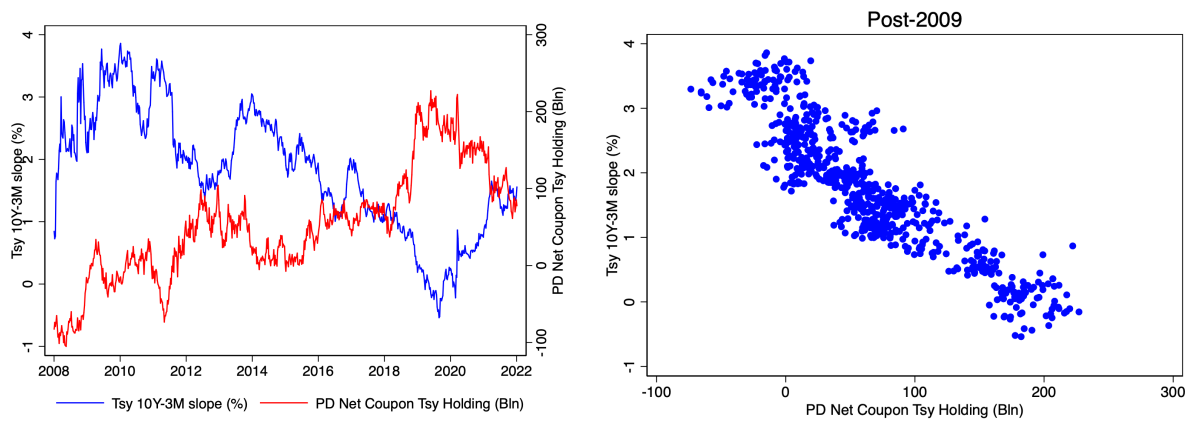 Post-2009
Tsy 10Y-3M slope (%)
4
3
2
1
0
-1
PD Net Coupon Tsy Holding (Bln)
300
200
100
0
-100
2008 2010 2012 2014 2016 2018 2020 2022
Tsy 10Y-3M slope (%) PD Net Coupon Tsy Holding (Bln)
Tsy 10Y-3M slope (%)
4
3
2
1
0
-1
-100 0 100 200 300
PD Net Coupon Tsy Holding (Bln)